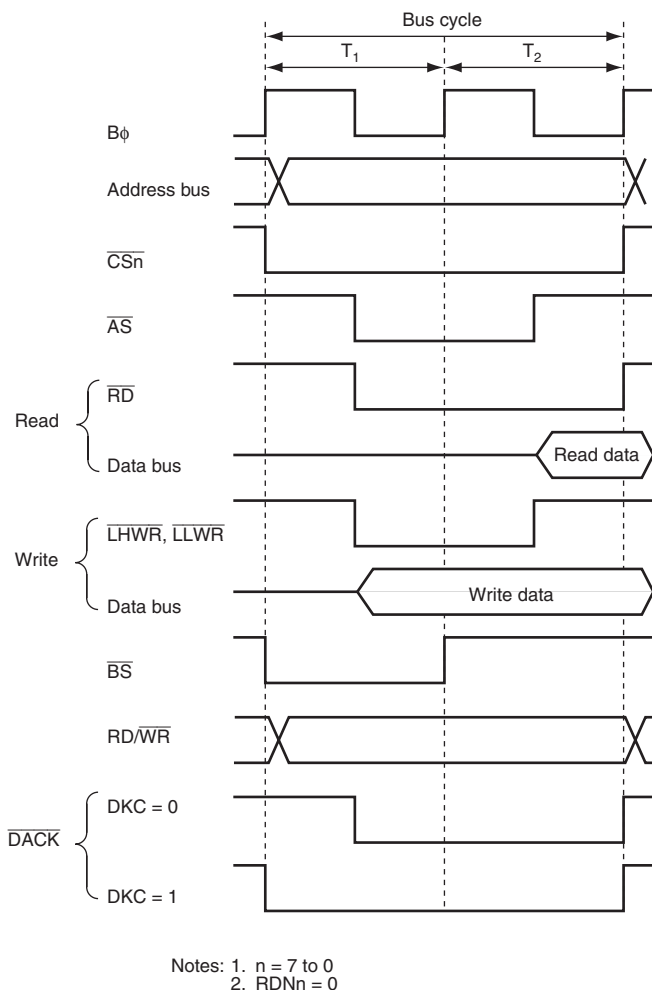 Bus cycle
T1 T2
Bφ
Address bus
CSn
AS
RD
Read
Data bus
Read data
LHWR, LLWR
Write
Data bus
Write data
BS
RD/WR
DKC = 0
DACK
DKC = 1
Notes: 1. n = 7 to 0
2. RDNn = 0